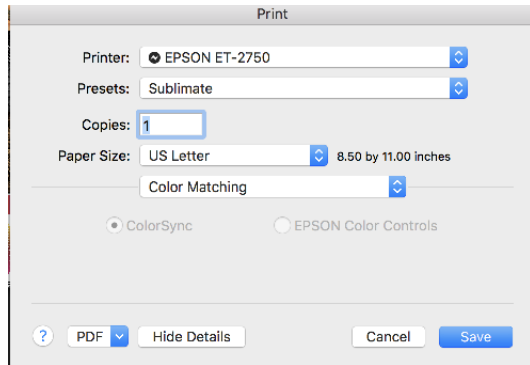 Print
Printer: EPSON ET-2750
Presets: Sublimate
Copies: 1
Paper Size: US Letter 8.50 by 11.00 inches
Color Matching
ColorSync EPSON Color Controls
? PDF Hide Details Cancel Save